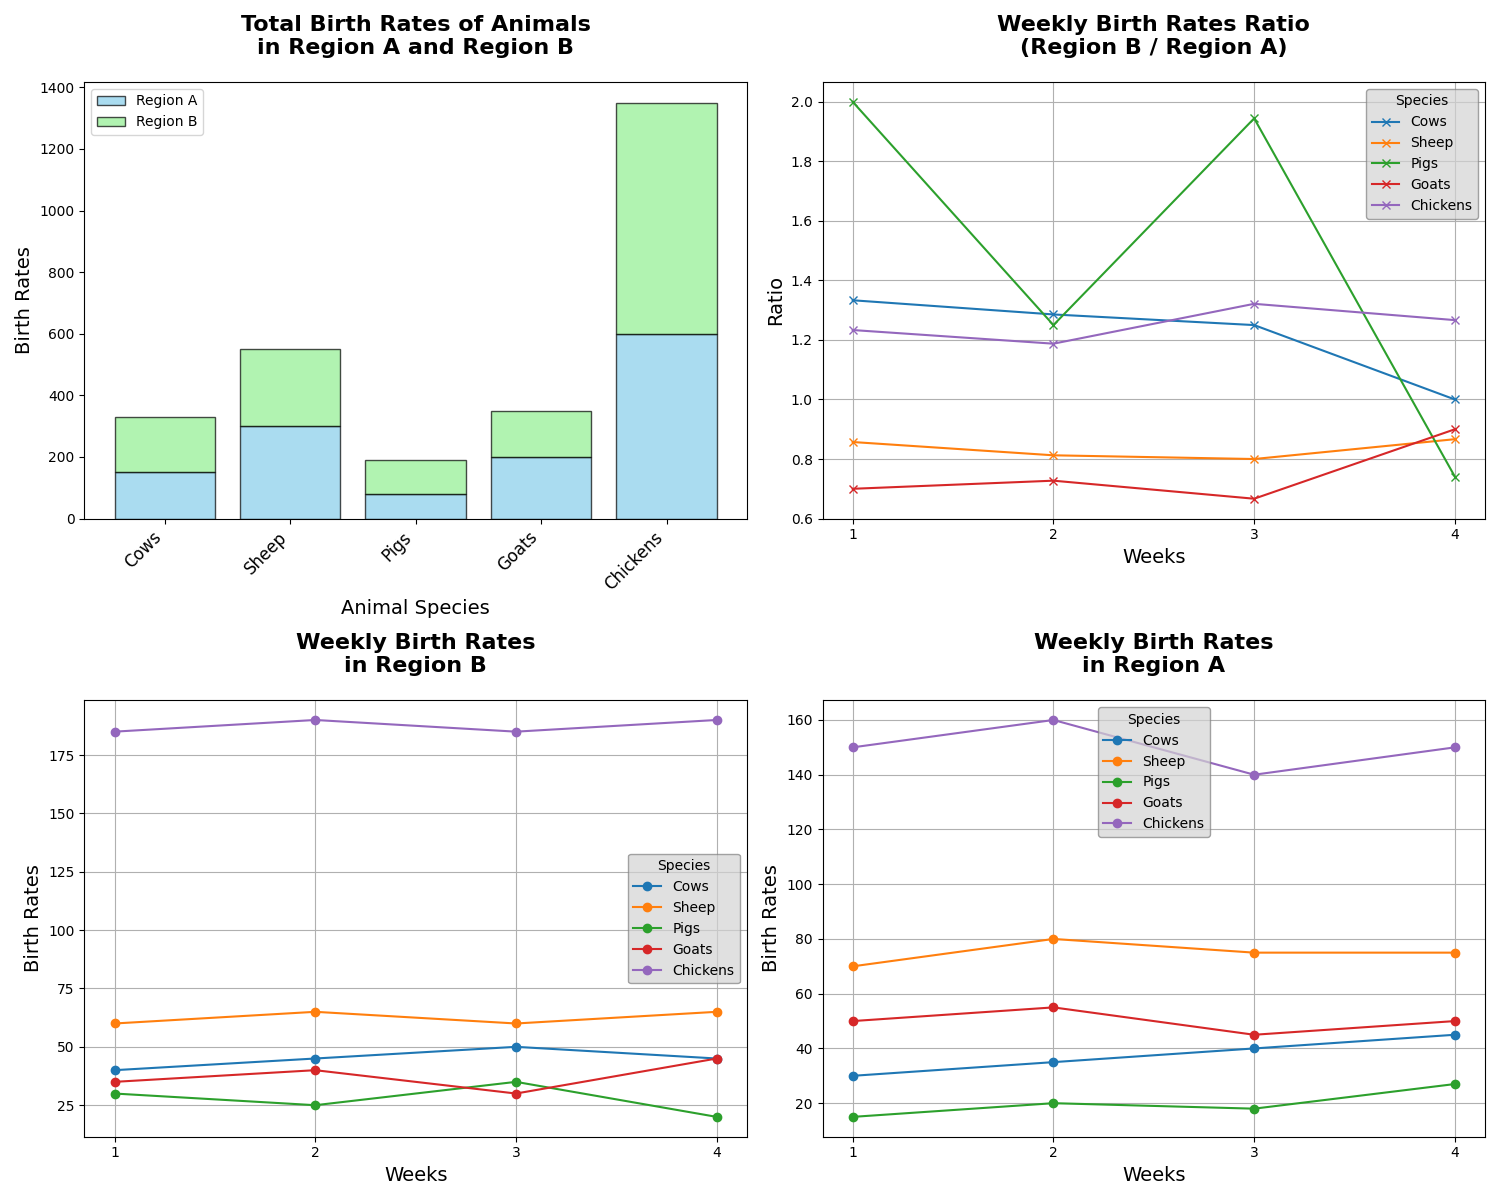 Total Birth Rates of Animals
in Region A and Region B
1400
1200
1000
800
600
400
200
0
Birth Rates
Region A
Region B
Cows
Sheep
Pigs
Goats
Chickens
Animal Species
Weekly Birth Rates Ratio
(Region B / Region A)
2.0
1.8
1.6
1.4
1.2
1.0
0.8
0.6
Ratio
Species
Cows
Sheep
Pigs
Goats
Chickens
1 2 3 4
Weeks
Weekly Birth Rates
in Region B
175
150
125
100
75
50
25
Birth Rates
Species
Cows
Sheep
Pigs
Goats
Chickens
1 2 3 4
Weeks
Weekly Birth Rates
in Region A
160
140
120
100
80
60
40
20
Birth Rates
Species
Cows
Sheep
Pigs
Goats
Chickens
1 2 3 4
Weeks